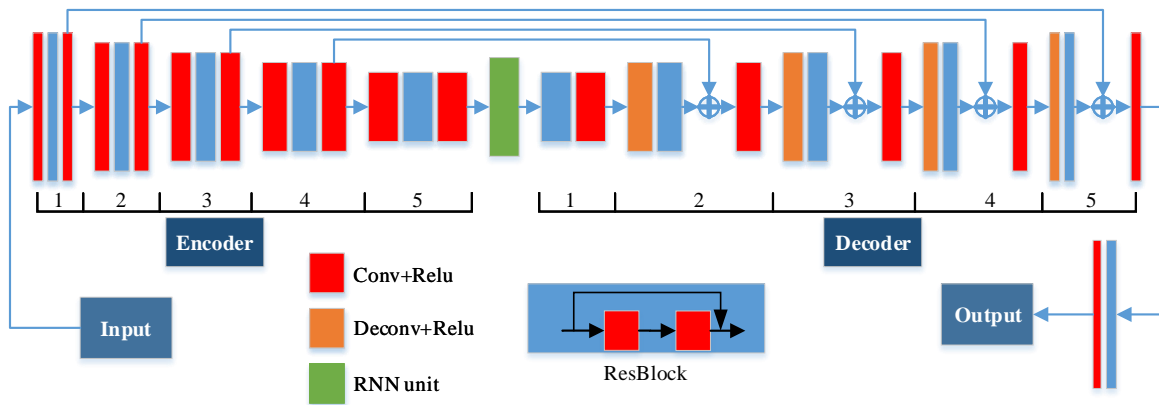 1 2 3 4 5 1 2 3 4 5
Encoder Decoder
Conv+Relu
Input Deconv+Relu Output
ResBlock
RNN unit